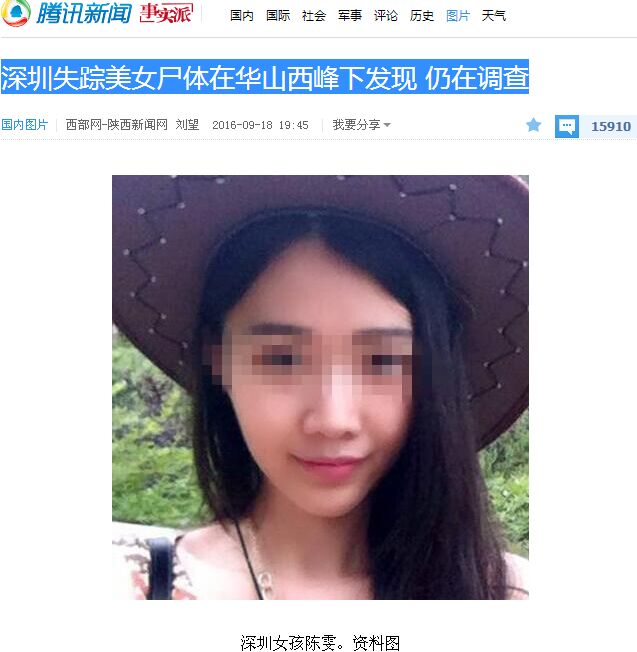 腾讯新闻 事实派 国内 国际 社会 军事 评论 历史 图片 天气
深圳失踪美女尸体在华山西峰下发现 仍在调查
国内图片 西部网-陕西新闻网 刘望 2016-09-18 19:45 我要分享 15910
深圳女孩陈雯。资料图